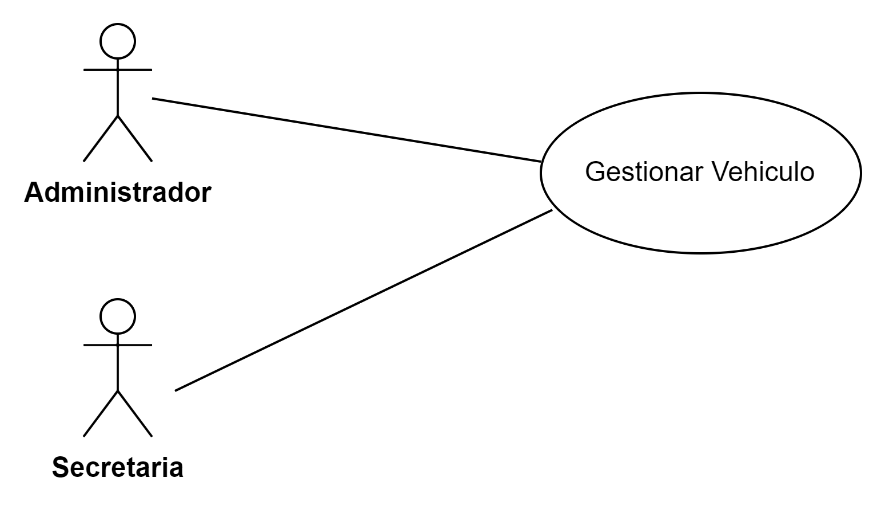 Administrador
Gestionar Vehiculo
Secretaria